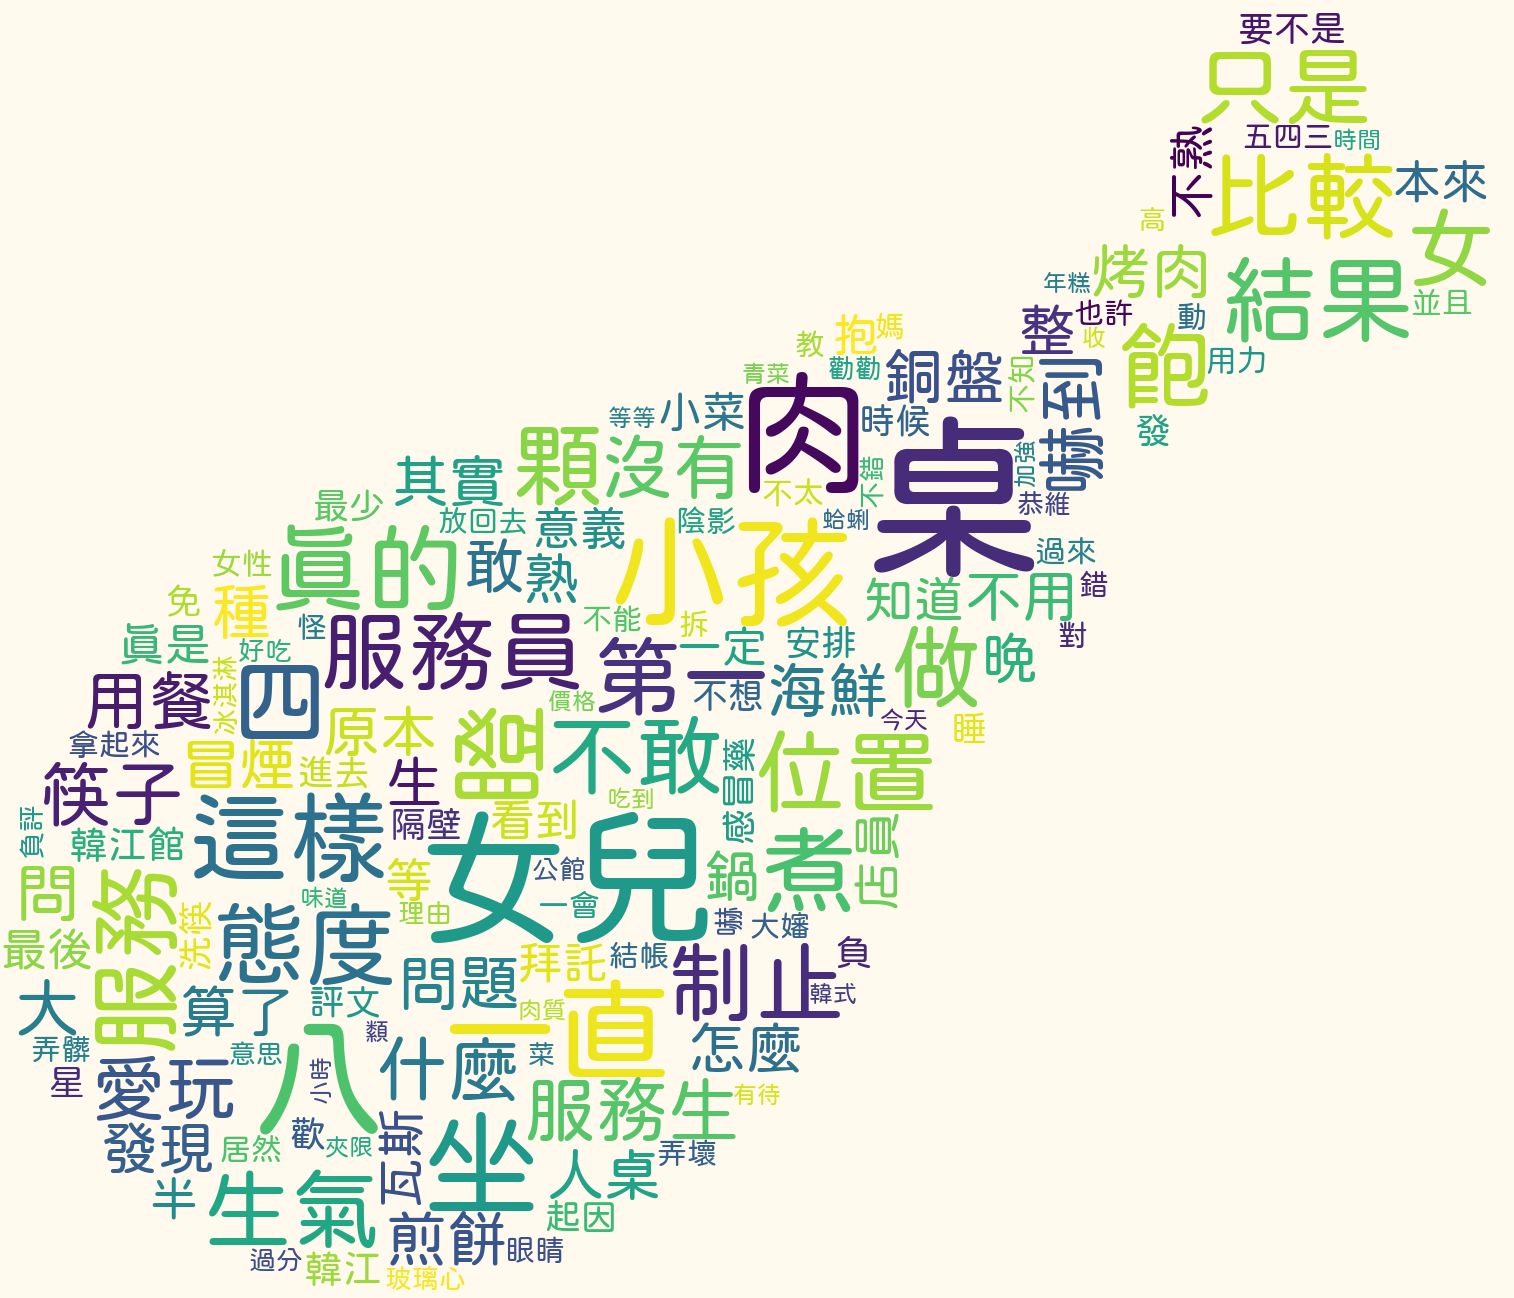 要不是
只是
五四三
時間
不熟
比較
本來
高
女
烤肉
結果
年糕
並且
也許
動
整
收
抱
媽
教
飽
用力
勸勸
銅盤
不知
嚇到
青菜
肉
小菜
等等
時候
發
桌
顆
沒有
加強
其實
不錯
不太
恭維
最少
放回去
意義
陰影
蛤蜊
真的
小孩
過來
敢
熟
女性
知道
不用
錯
種
免
不能
拆
怪
服務員
真是
好吃
第一
一定
安排
做
晚
對
冰淇淋
四
用餐
不想
海鮮
價格
原本
今天
睡
拿起來
冒煙
進去
盤
不敢
位置
生
感冒藥
筷子
吃到
這樣
看到
隔壁
負評
韓江館
女兒
煮
店員
公館
鍋
等
問
服務
味道
理由
一會
洗筷
態度
大嬸
嚇
最後
拜託
結帳
制止
負
問題
韓式
大
算了
評文
肉質
一直
弄髒
意思
八
什麼
菜
怎麼
小時
星
愛玩
服務生
有待
發現
歡
夾限
瓦斯
坐
弄壞
居然
人桌
半
生氣
起因
煎餅
眼睛
過分
韓江
玻璃心